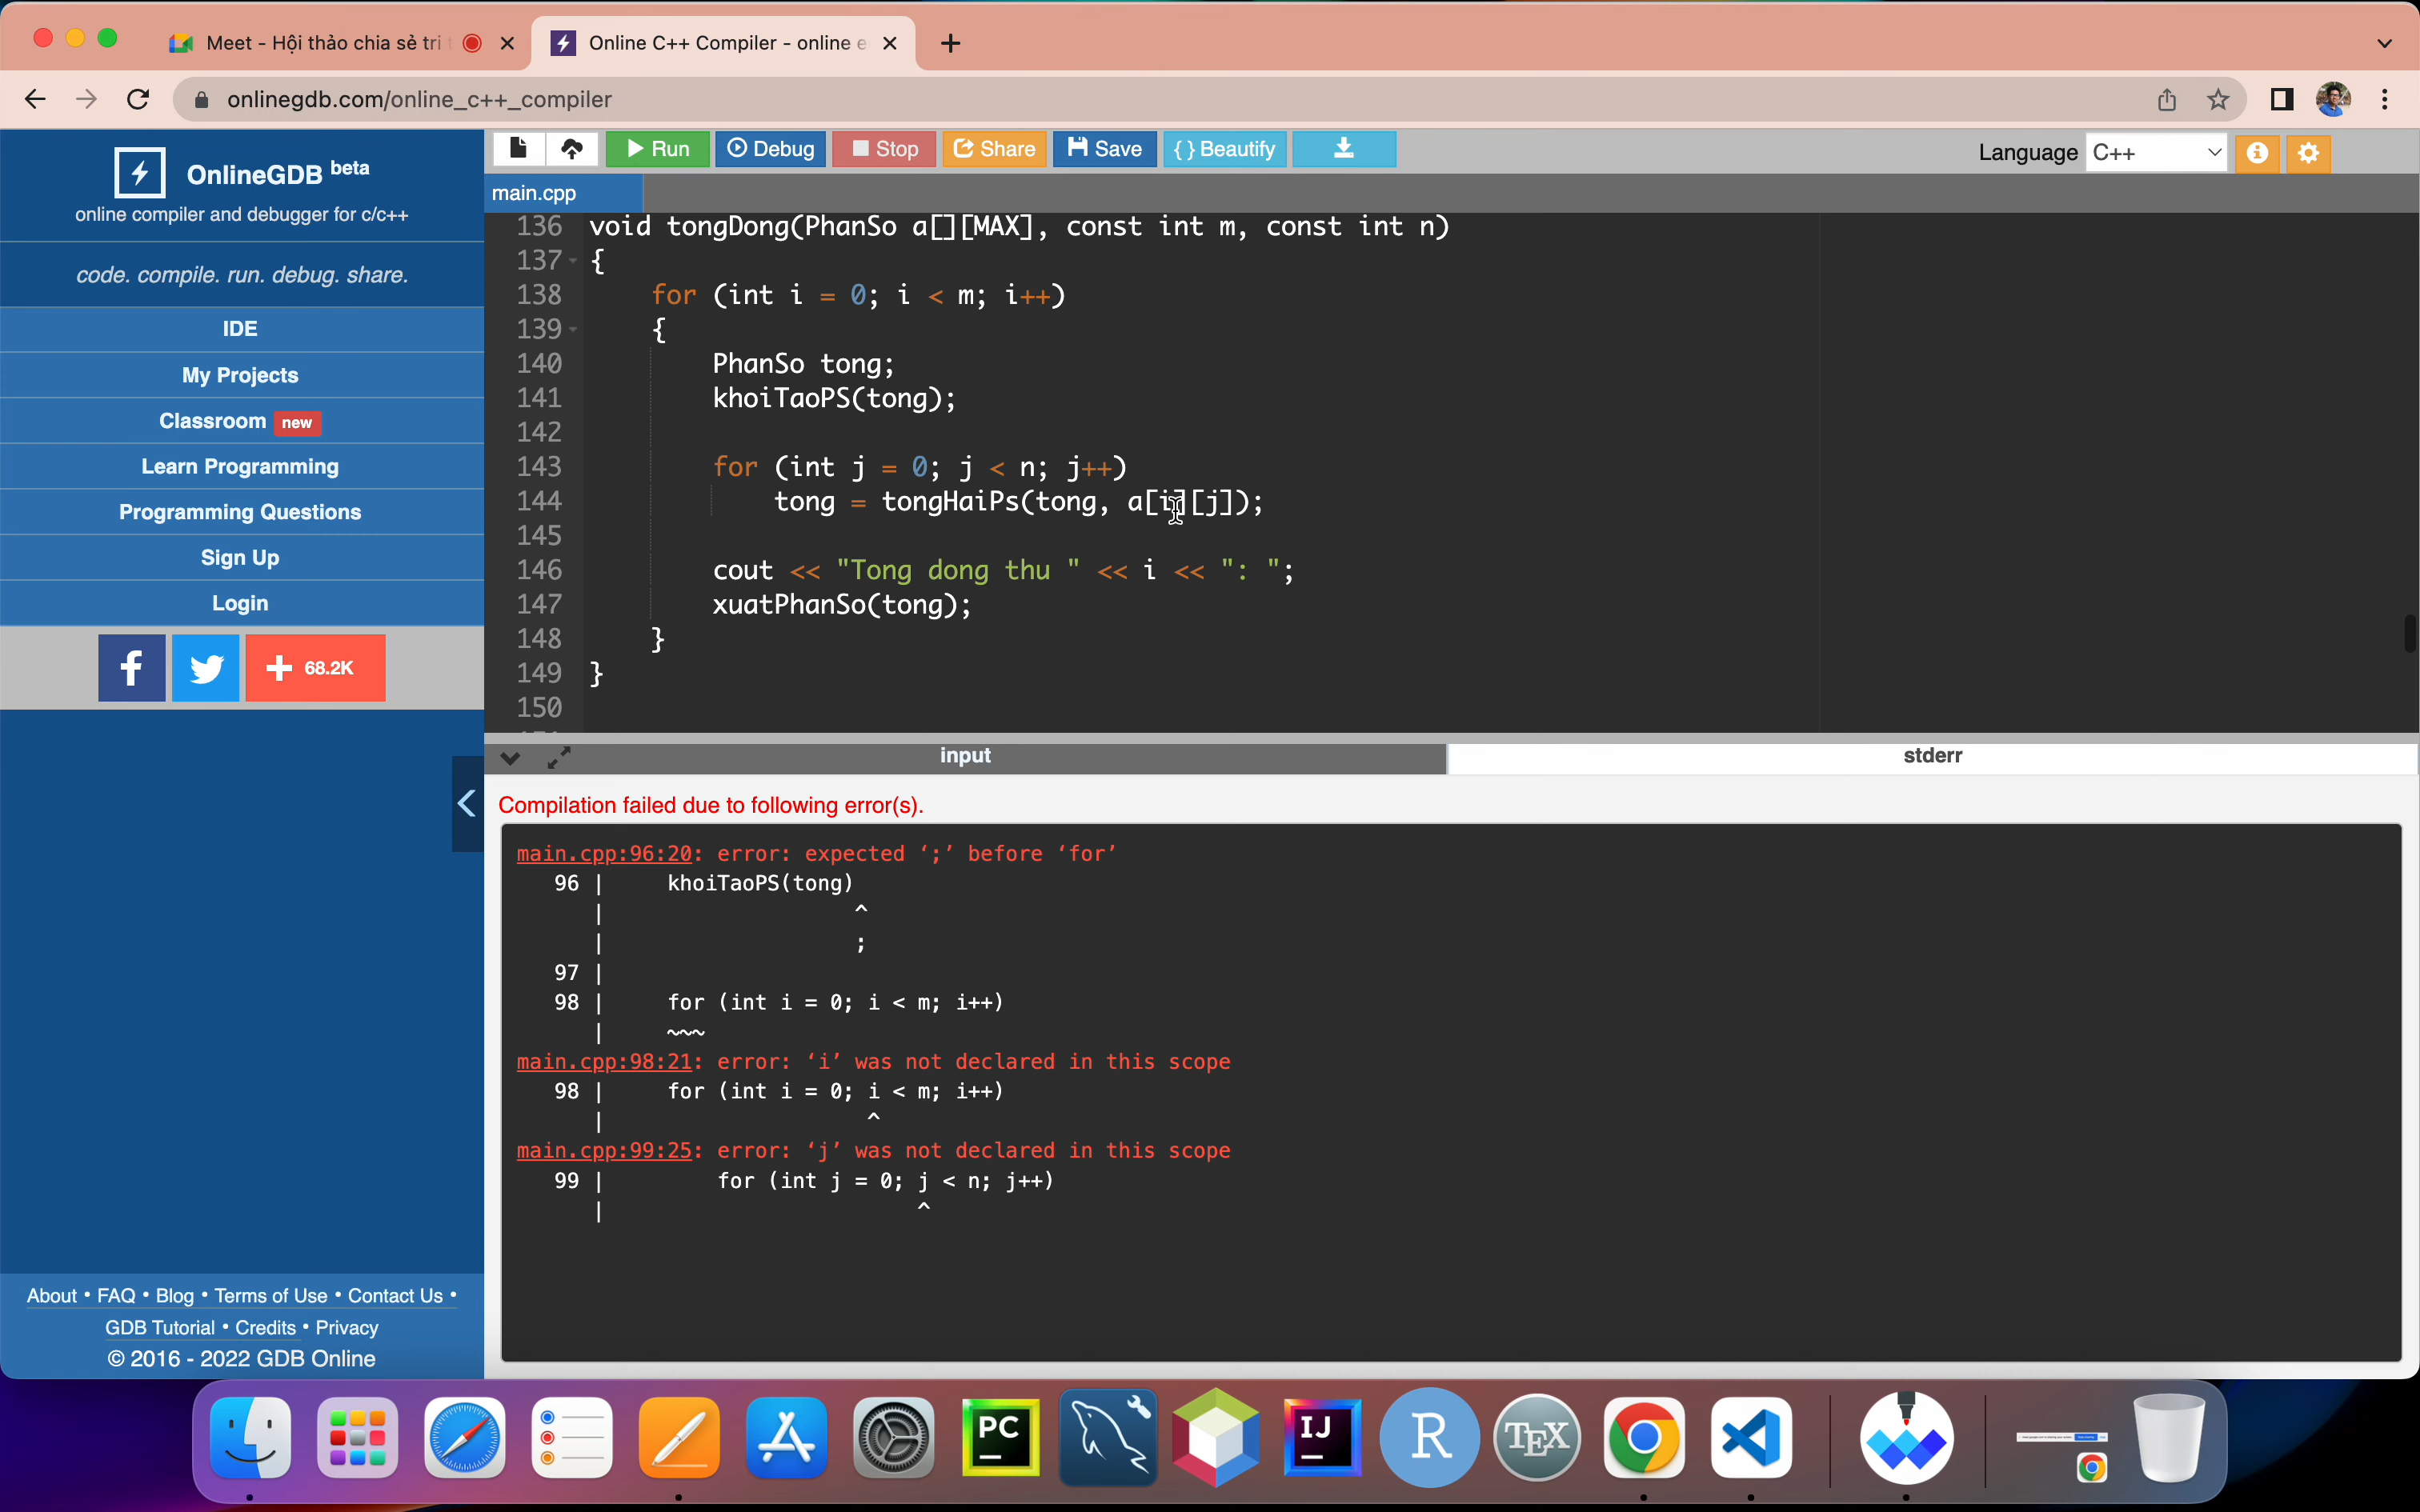 Meet - Hội thảo chia sẻ tri
Online C++ Compiler - online e
onlinegdb.com/online_c++_compiler
OnlineGDB beta
online compiler and debugger for c/c++
code. compile. run. debug. share.
IDE
My Projects
Classroom new
Learn Programming
Programming Questions
Sign Up
Login
68.2K
About • FAQ • Blog • Terms of Use • Contact Us •
GDB Tutorial • Credits • Privacy
© 2016 - 2022 GDB Online
Run Debug Stop Share Save { } Beautify
Language C++
main.cpp
136 void tongDong(PhanSo a[][MAX], const int m, const int n)
137 {
138     for (int i = 0; i < m; i++)
139     {
140         PhanSo tong;
141         khoiTaoPS(tong);
142
143         for (int j = 0; j < n; j++)
144             tong = tongHaiPs(tong, a[i][j]);
145
146         cout << "Tong dong thu " << i << ": ";
147         xuatPhanSo(tong);
148     }
149 }
150
input
stderr
Compilation failed due to following error(s).
main.cpp:96:20: error: expected ‘;’ before ‘for’
96 |     khoiTaoPS(tong)
|                    ^
|                    ;
97 |
98 |     for (int i = 0; i < m; i++)
|     ~~~
main.cpp:98:21: error: ‘i’ was not declared in this scope
98 |     for (int i = 0; i < m; i++)
|                     ^
main.cpp:99:25: error: ‘j’ was not declared in this scope
99 |         for (int j = 0; j < n; j++)
|                         ^
PC
IJ
R
TEX